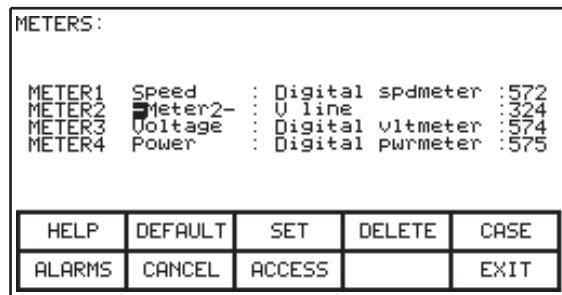 METERS:
METER1 Speed : Digital spdmeter :572
METER2 -Meter2- : V line :324
METER3 Voltage : Digital vltmeter :574
METER4 Power : Digital pwrmeter :575
HELP DEFAULT SET DELETE CASE
ALARMS CANCEL ACCESS EXIT